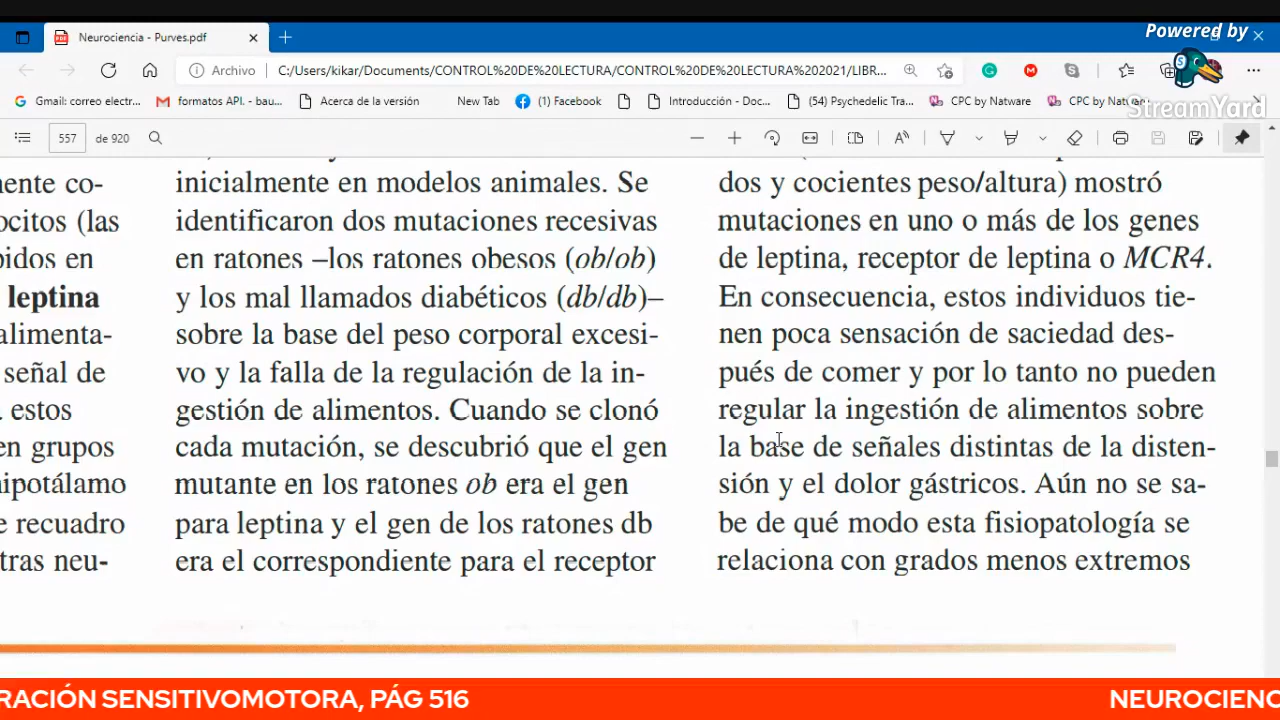 Neurociencia - Purves.pdf
Powered by
Archivo
C:/Users/kikar/Documents/CONTROL%20DE%20LECTURA/CONTROL%20DE%20LECTURA%202021/LIBR...
Gmail: correo electr...
formatos API. - bau...
Acerca de la versión
New Tab
(1) Facebook
Introducción - Doc...
(54) Psychedelic Tra...
CPC by Natware
CPC by Natware
StreamYard
557
de 920
mente co-
ocitos (las
pidos en
leptina
alimenta-
señal de
estos
en grupos
hipotálamo
e recuadro
tras neu-
inicialmente en modelos animales. Se
identificaron dos mutaciones recesivas
en ratones –los ratones obesos (ob/ob)
y los mal llamados diabéticos (db/db)–
sobre la base del peso corporal excesi-
vo y la falla de la regulación de la in-
gestión de alimentos. Cuando se clonó
cada mutación, se descubrió que el gen
mutante en los ratones ob era el gen
para leptina y el gen de los ratones db
era el correspondiente para el receptor
dos y cocientes peso/altura) mostró
mutaciones en uno o más de los genes
de leptina, receptor de leptina o MCR4.
En consecuencia, estos individuos tie-
nen poca sensación de saciedad des-
pués de comer y por lo tanto no pueden
regular la ingestión de alimentos sobre
la base de señales distintas de la disten-
sión y el dolor gástricos. Aún no se sa-
be de qué modo esta fisiopatología se
relaciona con grados menos extremos
RACIÓN SENSITIVOMOTORA, PÁG 516
NEUROCIENC